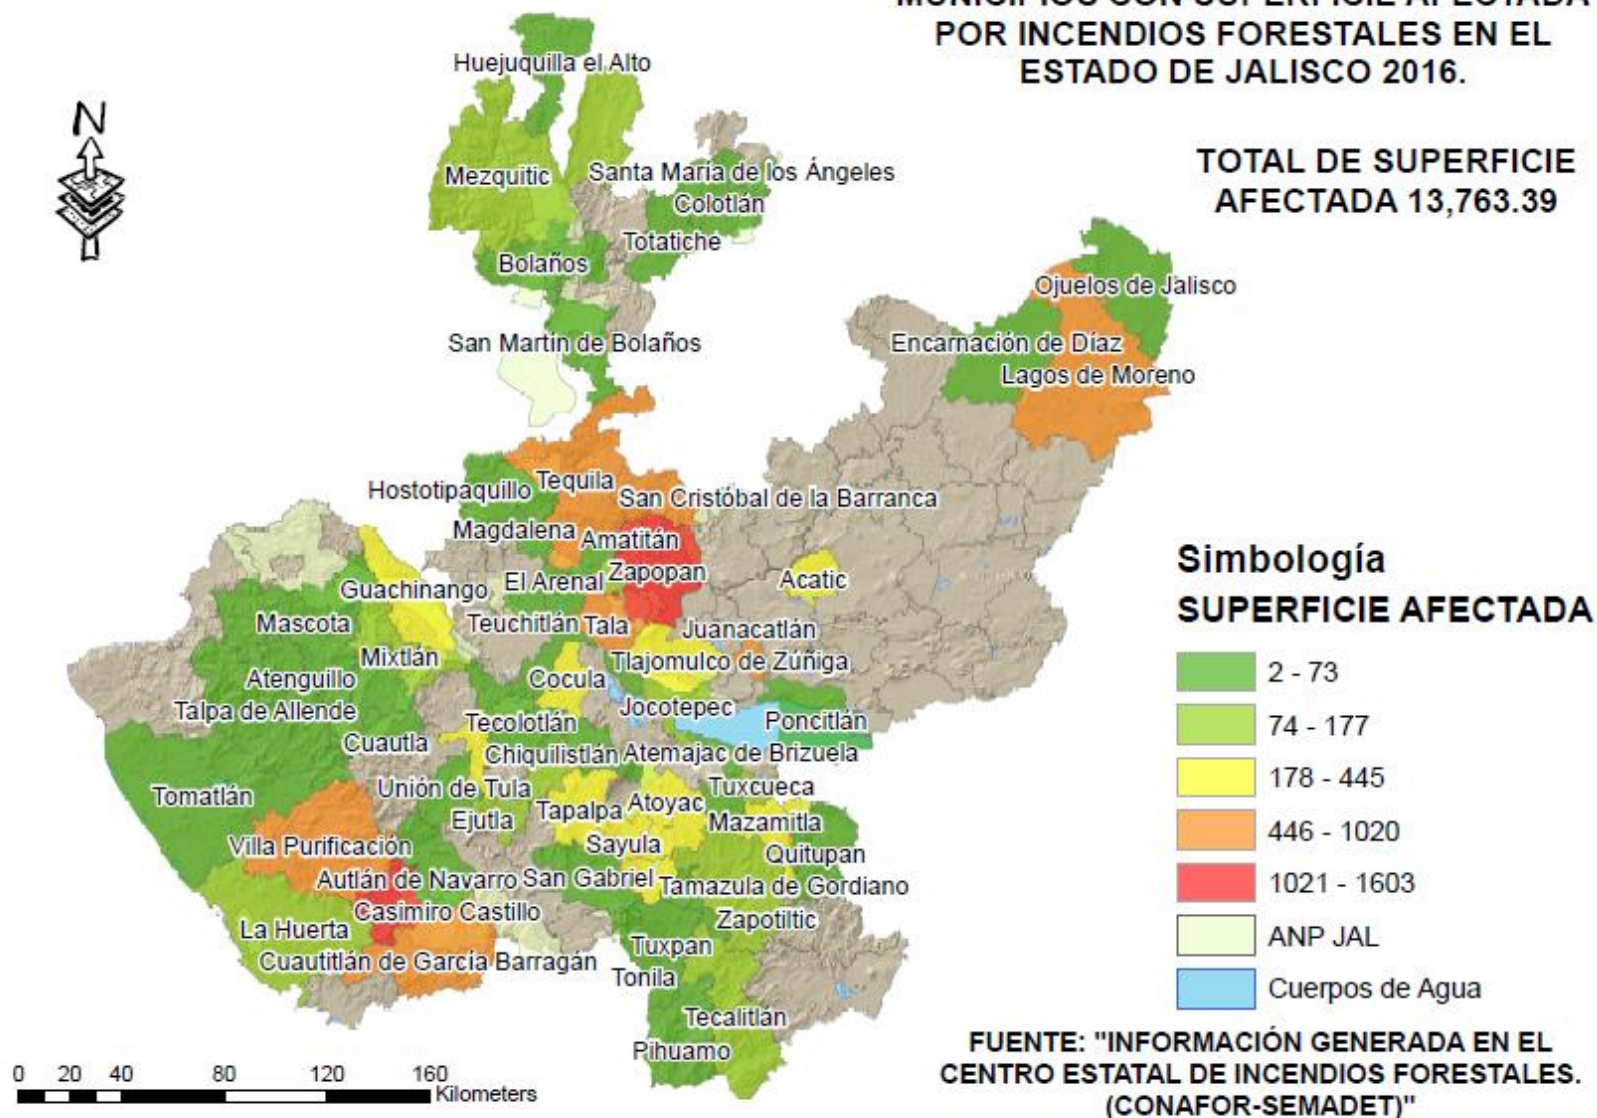 MUNICIPIOS CON SUPERFICIE AFECTADA
POR INCENDIOS FORESTALES EN EL
ESTADO DE JALISCO 2016.
TOTAL DE SUPERFICIE
AFECTADA 13,763.39
N
Huejuquilla el Alto
Mezquitic
Santa María de los Ángeles
Colotlán
Totatiche
Bolaños
San Martín de Bolaños
Ojuelos de Jalisco
Encarnación de Díaz
Lagos de Moreno
Hostotipaquillo
Tequila
San Cristóbal de la Barranca
Magdalena
Amatitán
El Arenal
Zapopan
Acatic
Guachinango
Mascota
Teuchitlán
Tala
Juanacatlán
Mixtlán
Tlajomulco de Zúñiga
Atenguillo
Cocula
Talpa de Allende
Jocotepec
Poncitlán
Tecolotlán
Cuautla
Chiquilistlán
Atemajac de Brizuela
Tomatlán
Unión de Tula
Tuxcueca
Tapalpa
Atoyac
Ejutla
Mazamitla
Villa Purificación
Sayula
Quitupan
Autlán de Navarro
San Gabriel
Tamazula de Gordiano
Casimiro Castillo
Zapotiltic
La Huerta
Tuxpan
Cuautitlán de García Barragán
Tonila
Tecalitlán
Pihuamo
Simbología
SUPERFICIE AFECTADA
2 - 73
74 - 177
178 - 445
446 - 1020
1021 - 1603
ANP JAL
Cuerpos de Agua
0 20 40 80 120 160
Kilometers
FUENTE: "INFORMACIÓN GENERADA EN EL
CENTRO ESTATAL DE INCENDIOS FORESTALES.
(CONAFOR-SEMADET)"